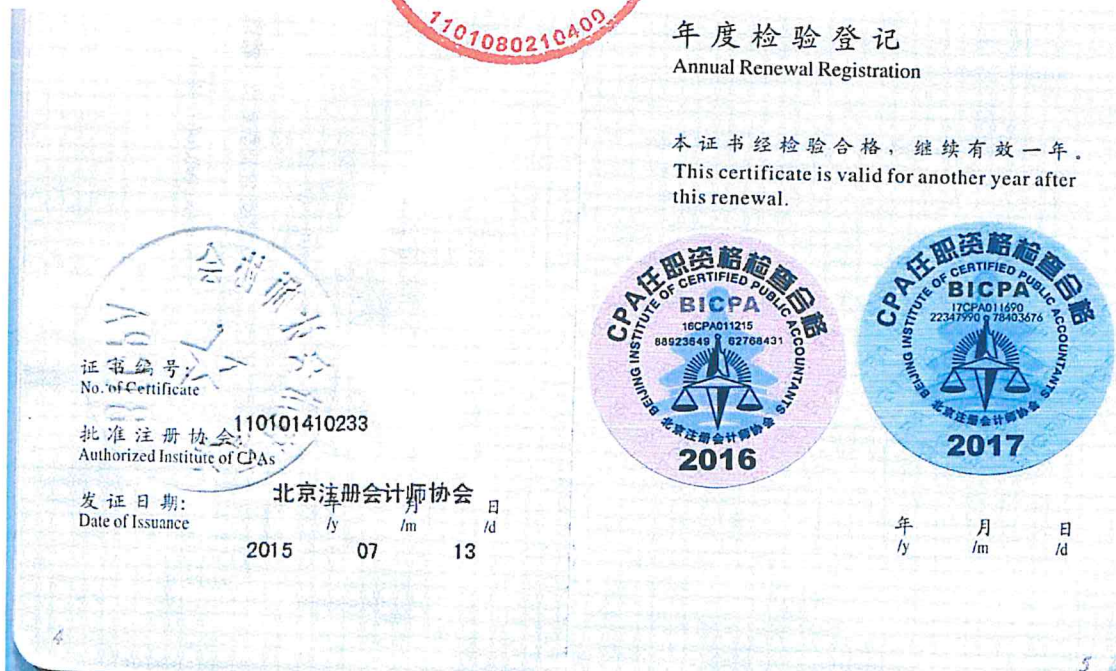 1101080210400
证书编号:
No. of Certificate
110101410233
批准注册协会:
Authorized Institute of CPAs
北京注册会计师协会
发证日期:
Date of Issuance
年 月 日
/y /m /d
2015 07 13
4
年度检验登记
Annual Renewal Registration
本证书经检验合格，继续有效一年。
This certificate is valid for another year after
this renewal.
CPA任职资格检查合格
BEIJING INSTITUTE OF CERTIFIED PUBLIC ACCOUNTANTS
BICPA
16CPA011215
88923549 62768431
北京注册会计师协会
2016
CPA任职资格检查合格
BEIJING INSTITUTE OF CERTIFIED PUBLIC ACCOUNTANTS
BICPA
17CPA011690
22347990 78403676
北京注册会计师协会
2017
年 月 日
/y /m /d
5